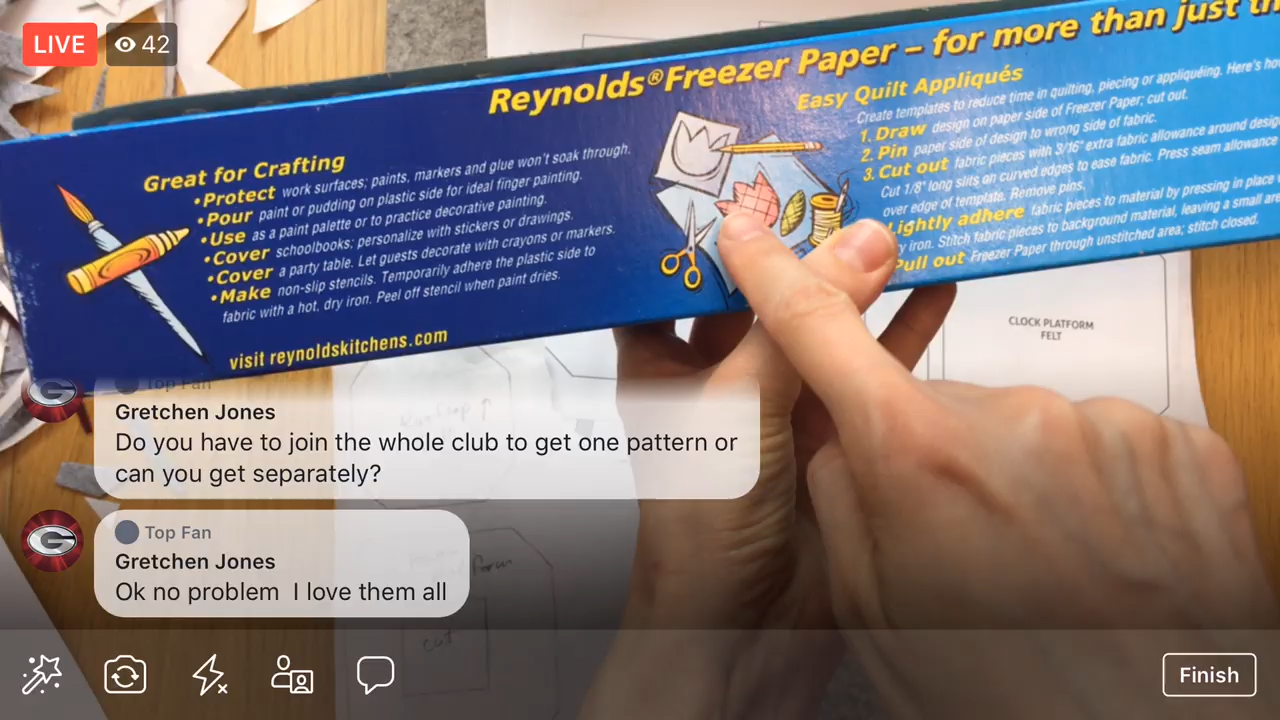 LIVE
42
Reynolds®Freezer Paper – for more than just
Great for Crafting
•Protect work surfaces; paints, markers and glue won't soak through.
•Pour paint or pudding on plastic side for ideal finger painting.
•Use as a paint palette or to practice decorative painting.
•Cover schoolbooks; personalize with stickers or drawings.
•Cover a party table. Let guests decorate with crayons or markers.
•Make non-slip stencils. Temporarily adhere the plastic side to
fabric with a hot, dry iron. Peel off stencil when paint dries.
visit reynoldskitchens.com
Easy Quilt Appliqués
Create templates to reduce time in quilting, piecing or appliquéing. Here's
1. Draw design on paper side of Freezer Paper; cut out.
2. Pin paper side of design to wrong side of fabric.
3. Cut out fabric pieces with 3/16" extra fabric allowance around
Cut 1/8" long slits on curved edges to ease fabric. Press seam allowance
over edge of template. Remove pins.
Lightly adhere fabric pieces to material by pressing in place
iron. Stitch fabric pieces to background material, leaving a small
Pull out Freezer Paper through unstitched area; stitch closed.
CLOCK PLATFORM
FELT
Top Fan
Gretchen Jones
Do you have to join the whole club to get one pattern or
can you get separately?
Top Fan
Gretchen Jones
Ok no problem I love them all
cut
Finish